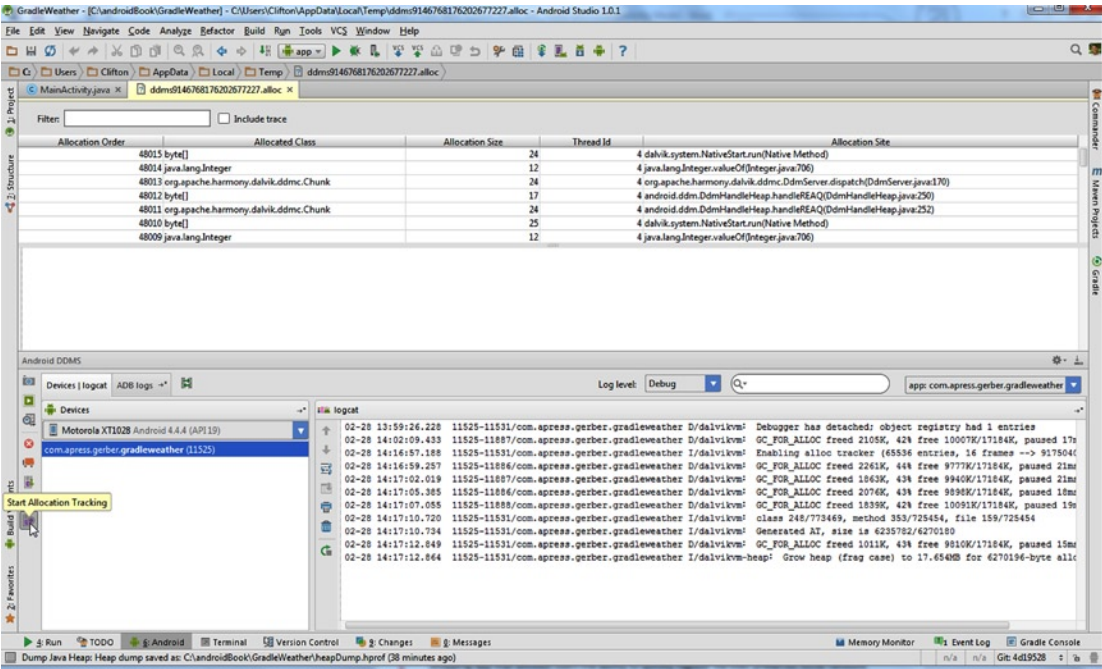 GradleWeather - [C:\androidBook\GradleWeather] - C:\Users\Clifton\AppData\Local\Temp\ddms9146768176202677227.alloc - Android Studio 1.0.1
File Edit View Navigate Code Analyze Refactor Build Run Tools VCS Window Help
app
C: Users Clifton AppData Local Temp ddms9146768176202677227.alloc
MainActivity.java ddms9146768176202677227.alloc
1: Project
2: Structure
Filter: Include trace
Allocation Order Allocated Class Allocation Size Thread Id Allocation Site
48015 byte[] 24 4 dalvik.system.NativeStart.run(Native Method)
48014 java.lang.Integer 12 4 java.lang.Integer.valueOf(Integer.java:706)
48013 org.apache.harmony.dalvik.ddmc.Chunk 24 4 org.apache.harmony.dalvik.ddmc.DdmServer.dispatch(DdmServer.java:170)
48012 byte[] 17 4 android.ddm.DdmHandleHeap.handleREAQ(DdmHandleHeap.java:250)
48011 org.apache.harmony.dalvik.ddmc.Chunk 24 4 android.ddm.DdmHandleHeap.handleREAQ(DdmHandleHeap.java:252)
48010 byte[] 25 4 dalvik.system.NativeStart.run(Native Method)
48009 java.lang.Integer 12 4 java.lang.Integer.valueOf(Integer.java:706)
Commander
Maven Projects
Gradle
Android DDMS
Devices | logcat ADB logs Log level: Debug app: com.apress.gerber.gradleweather
Devices
logcat
Motorola XT1028 Android 4.4.4 (API 19)
com.apress.gerber.gradleweather (11525)
Start Allocation Tracking
Build
2: Favorites
02-28 13:59:26.228 11525-11531/com.apress.gerber.gradleweather D/dalvikvm: Debugger has detached; object registry had 1 entries
02-28 14:02:09.433 11525-11887/com.apress.gerber.gradleweather D/dalvikvm: GC_FOR_ALLOC freed 2105K, 42% free 10007K/17184K, paused 17m
02-28 14:16:57.188 11525-11531/com.apress.gerber.gradleweather I/dalvikvm: Enabling alloc tracker (65536 entries, 16 frames --> 917504
02-28 14:16:59.257 11525-11886/com.apress.gerber.gradleweather D/dalvikvm: GC_FOR_ALLOC freed 2261K, 44% free 9777K/17184K, paused 21ms
02-28 14:17:02.019 11525-11887/com.apress.gerber.gradleweather D/dalvikvm: GC_FOR_ALLOC freed 1863K, 43% free 9940K/17184K, paused 21ms
02-28 14:17:05.385 11525-11886/com.apress.gerber.gradleweather D/dalvikvm: GC_FOR_ALLOC freed 2076K, 43% free 9898K/17184K, paused 18ms
02-28 14:17:07.055 11525-11888/com.apress.gerber.gradleweather D/dalvikvm: GC_FOR_ALLOC freed 1839K, 42% free 10091K/17184K, paused 19m
02-28 14:17:10.720 11525-11531/com.apress.gerber.gradleweather I/dalvikvm: class 248/773469, method 353/725454, file 159/725454
02-28 14:17:10.734 11525-11531/com.apress.gerber.gradleweather I/dalvikvm: Generated AT, size is 6235782/6270180
02-28 14:17:12.849 11525-11531/com.apress.gerber.gradleweather D/dalvikvm: GC_FOR_ALLOC freed 1011K, 43% free 9810K/17184K, paused 15ms
02-28 14:17:12.864 11525-11531/com.apress.gerber.gradleweather I/dalvikvm-heap: Grow heap (frag case) to 17.654MB for 6270196-byte allo
4: Run TODO 6: Android Terminal Version Control 9: Changes 0: Messages Memory Monitor 1 Event Log Gradle Console
Dump Java Heap: Heap dump saved as: C:\androidBook\GradleWeather\heapDump.hprof (38 minutes ago) n/a n/a Git: 4d19528